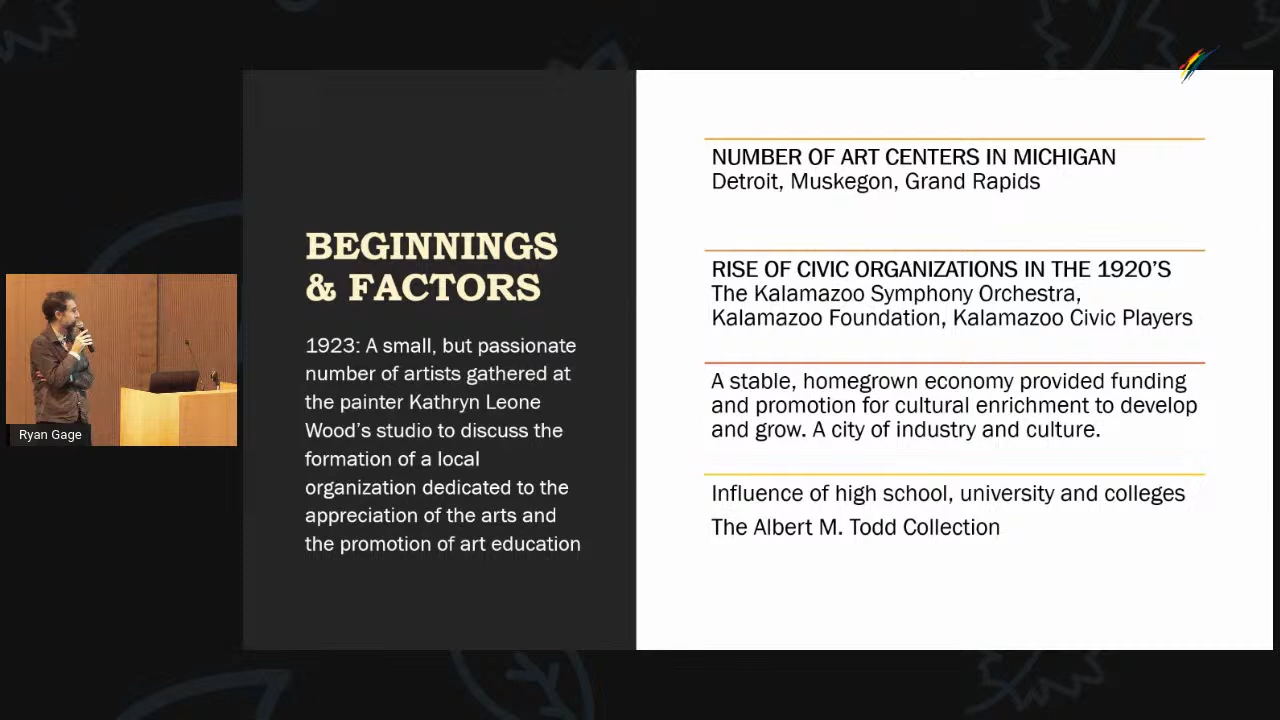 BEGINNINGS
& FACTORS
1923: A small, but passionate
number of artists gathered at
the painter Kathryn Leone
Wood's studio to discuss the
formation of a local
organization dedicated to the
appreciation of the arts and
the promotion of art education
NUMBER OF ART CENTERS IN MICHIGAN
Detroit, Muskegon, Grand Rapids
RISE OF CIVIC ORGANIZATIONS IN THE 1920'S
The Kalamazoo Symphony Orchestra,
Kalamazoo Foundation, Kalamazoo Civic Players
A stable, homegrown economy provided funding
and promotion for cultural enrichment to develop
and grow. A city of industry and culture.
Influence of high school, university and colleges
The Albert M. Todd Collection
Ryan Gage